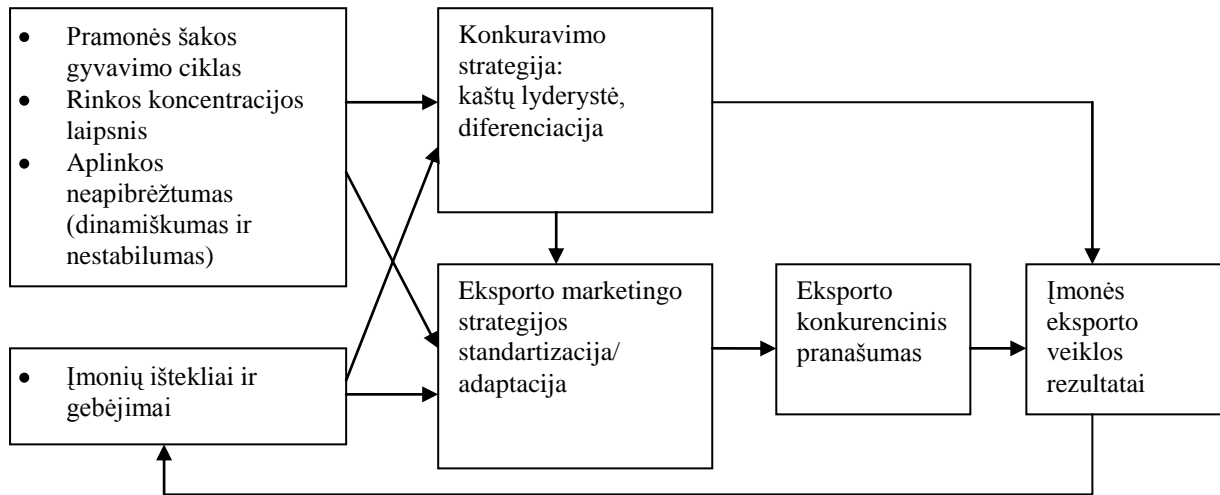 • Pramonės šakos
gyvavimo ciklas
• Rinkos koncentracijos
laipsnis
• Aplinkos
neapibrėžtumas
(dinamiškumas ir
nestabilumas)
Konkuravimo
strategija:
kaštų lyderystė,
diferenciacija
• Įmonių ištekliai ir
gebėjimai
Eksporto marketingo
strategijos
standartizacija/
adaptacija
Eksporto
konkurencinis
pranašumas
Įmonės
eksporto
veiklos
rezultatai